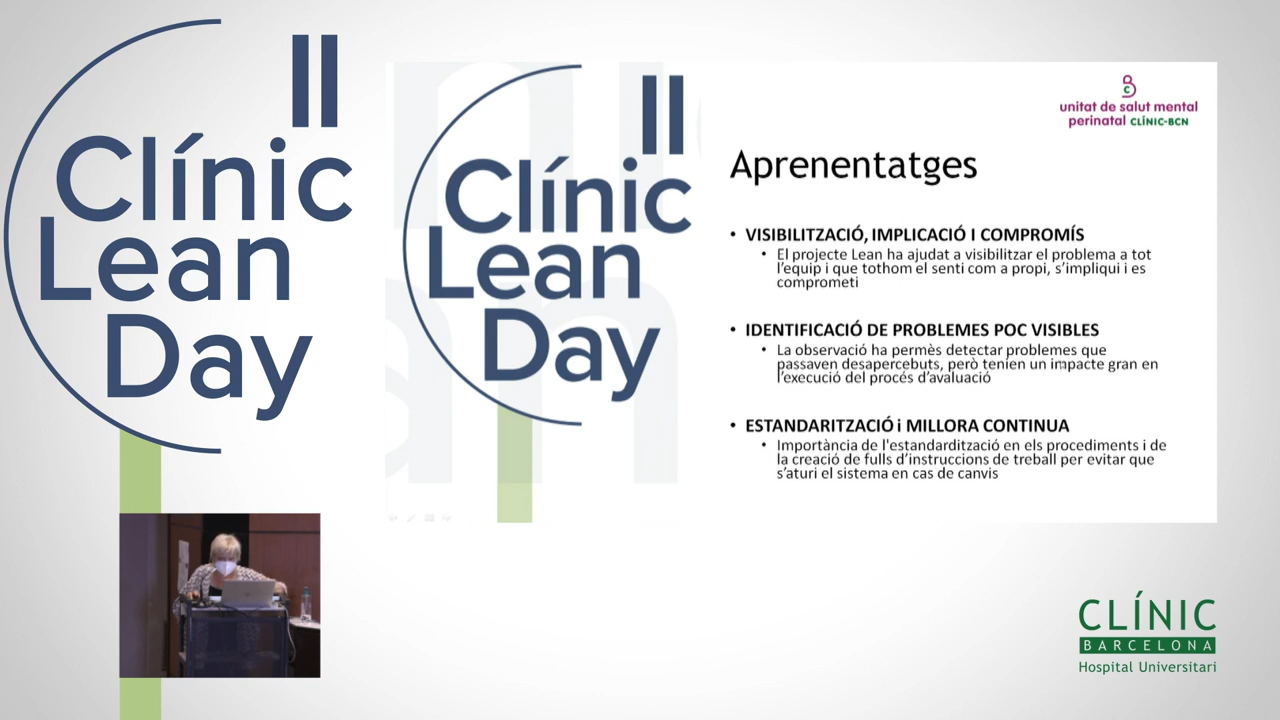 II
Clínic
Lean
Day
II
Clínic
Lean
Day
unitat de salut mental
perinatal CLÍNIC-BCN
Aprenentatges
• VISIBILITZACIÓ, IMPLICACIÓ I COMPROMÍS
• El projecte Lean ha ajudat a visibilitzar el problema a tot
l'equip i que tothom el senti com a propi, s'impliqui i es
comprometi
• IDENTIFICACIÓ DE PROBLEMES POC VISIBLES
• La observació ha permès detectar problemes que
passaven desapercebuts, però tenien un impacte gran en
l'execució del procés d'avaluació
• ESTANDARITZACIÓ i MILLORA CONTINUA
• Importància de l'estandardització en els procediments i de
la creació de fulls d'instruccions de treball per evitar que
s'aturi el sistema en cas de canvis
CLÍNIC
BARCELONA
Hospital Universitari